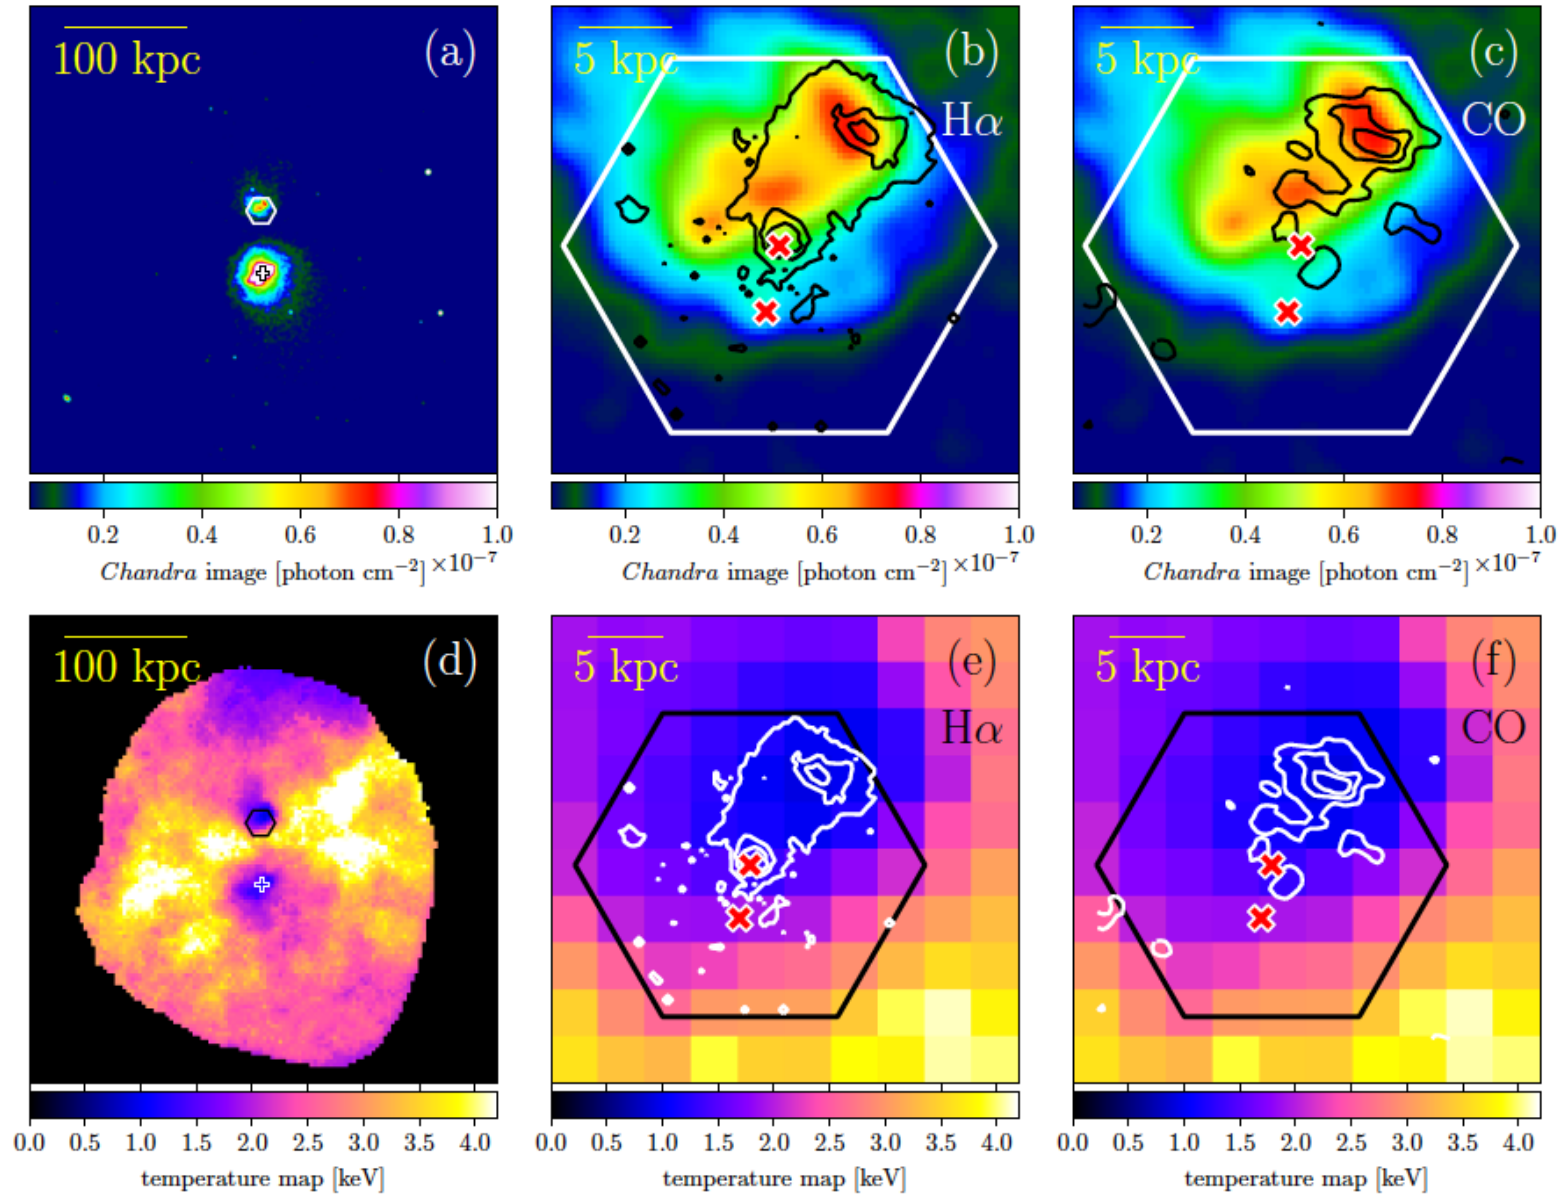 100 kpc (a)
5 kpc (b)
Hα
5 kpc (c)
CO
0.2 0.4 0.6 0.8 1.0
Chandra image [photon cm⁻²] ×10⁻⁷
0.2 0.4 0.6 0.8 1.0
Chandra image [photon cm⁻²] ×10⁻⁷
0.2 0.4 0.6 0.8 1.0
Chandra image [photon cm⁻²] ×10⁻⁷
100 kpc (d)
5 kpc (e)
Hα
5 kpc (f)
CO
0.0 0.5 1.0 1.5 2.0 2.5 3.0 3.5 4.0
temperature map [keV]
0.0 0.5 1.0 1.5 2.0 2.5 3.0 3.5 4.0
temperature map [keV]
0.0 0.5 1.0 1.5 2.0 2.5 3.0 3.5 4.0
temperature map [keV]